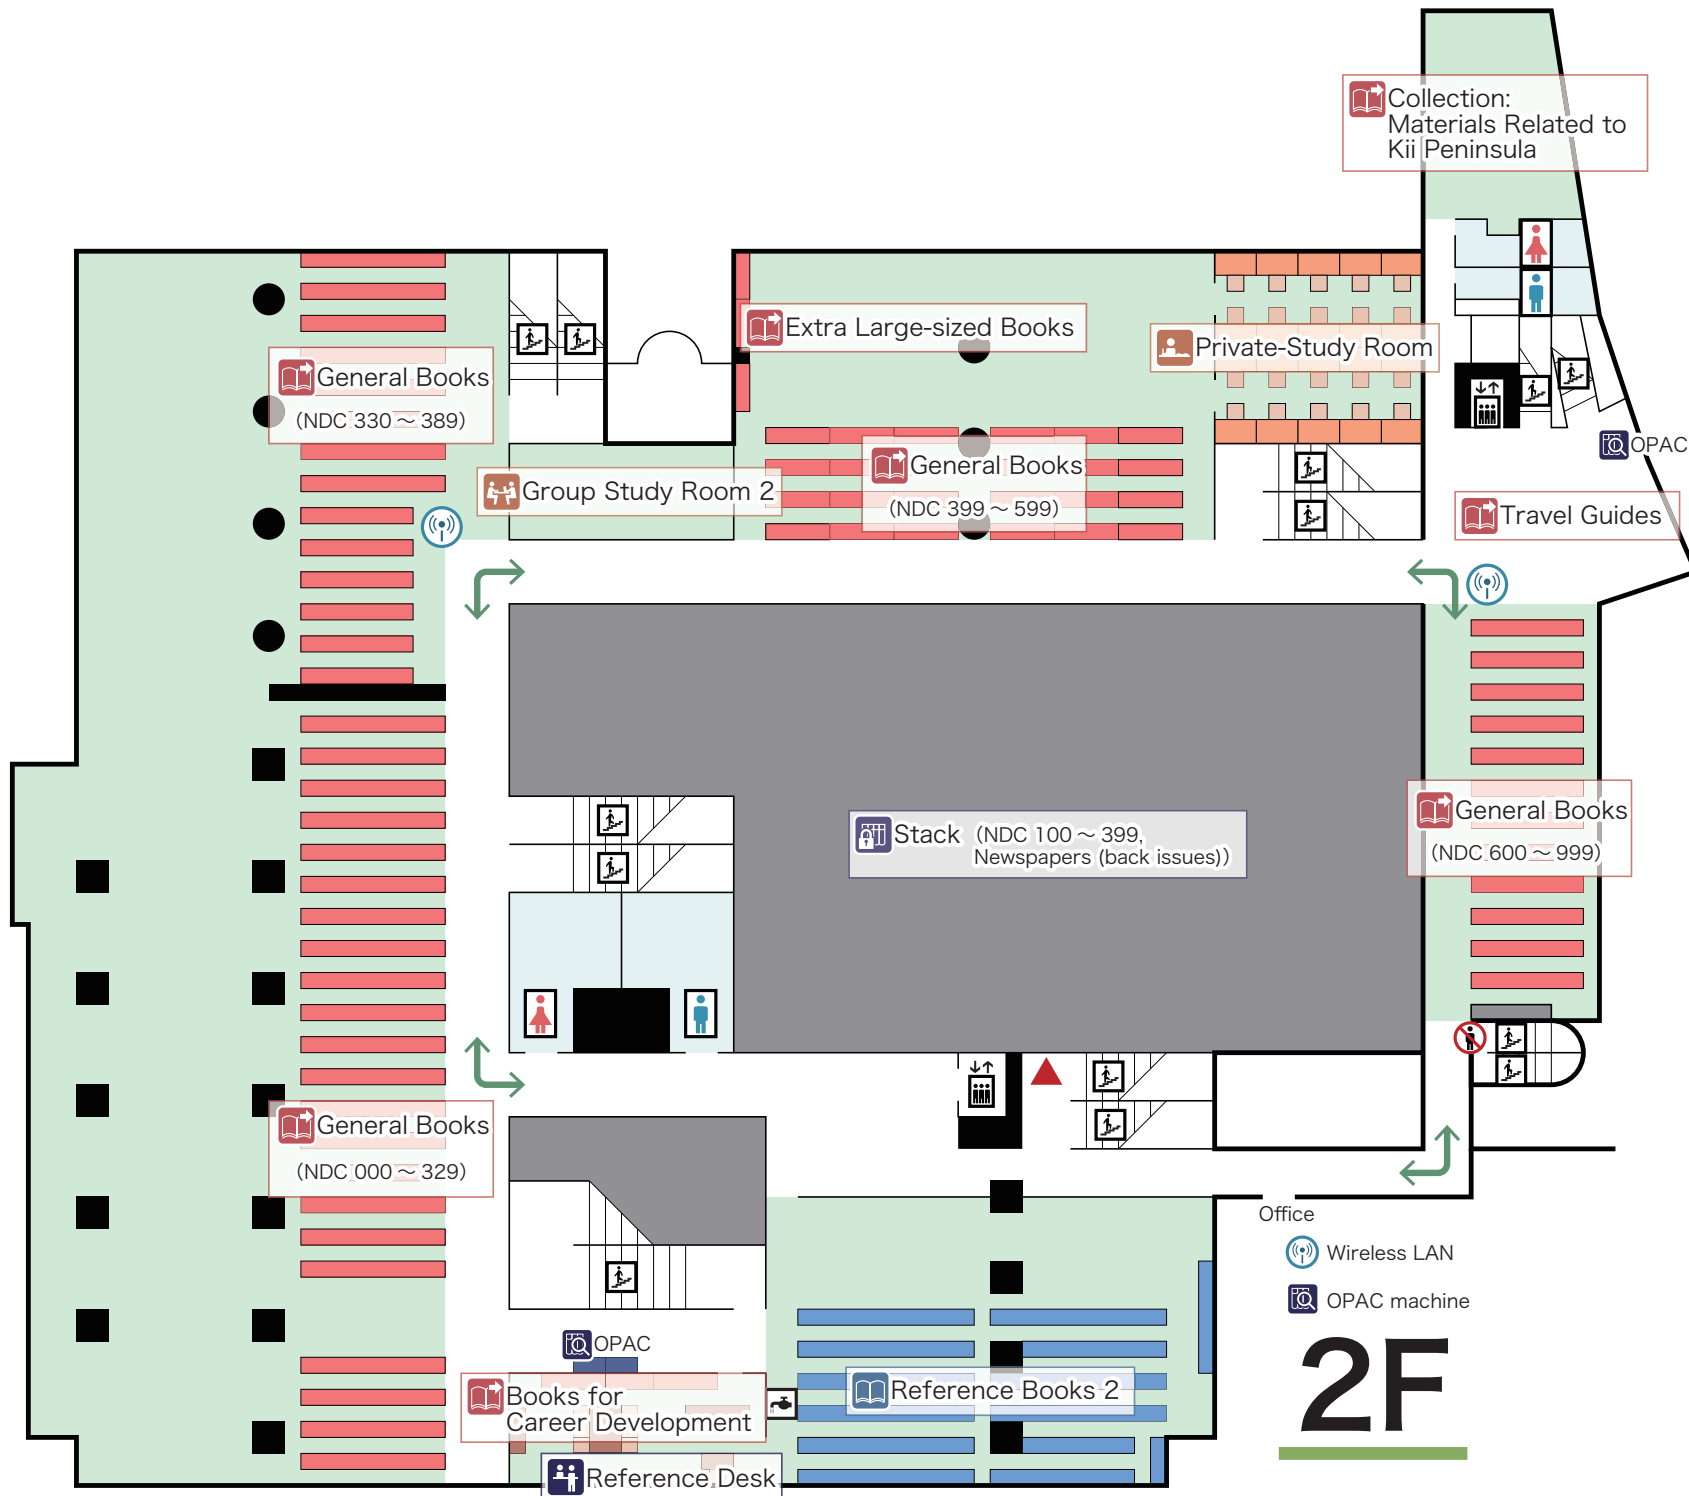 Collection:
Materials Related to
Kii Peninsula
Extra Large-sized Books
Private-Study Room
General Books
(NDC 330～389)
OPAC
General Books
(NDC 399～599)
Group Study Room 2
Travel Guides
General Books
(NDC 600～999)
Stack (NDC 100～399,
Newspapers (back issues))
General Books
(NDC 000～329)
Office
Wireless LAN
OPAC machine
OPAC
Books for
Career Development
Reference Books 2
2F
Reference Desk